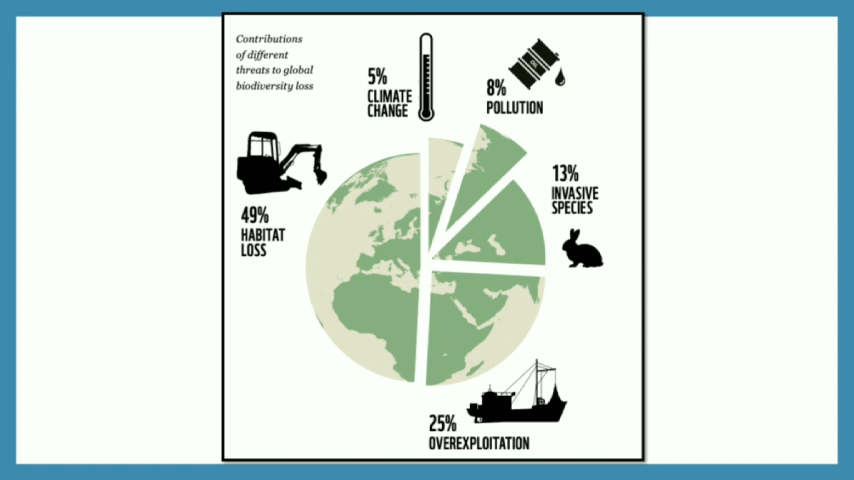 Contributions
of different
threats to global
biodiversity loss
5%
CLIMATE
CHANGE
8%
POLLUTION
OIL
13%
INVASIVE
SPECIES
49%
HABITAT
LOSS
25%
OVEREXPLOITATION